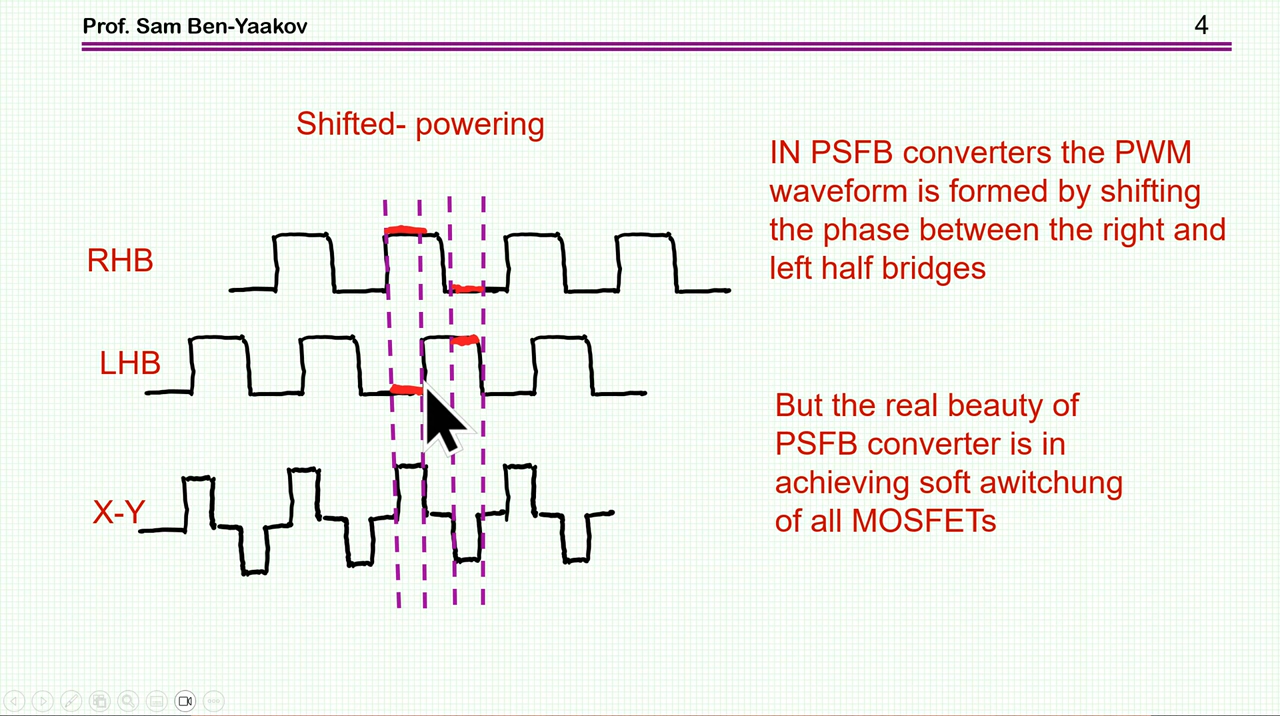 Prof. Sam Ben-Yaakov
4
Shifted- powering
IN PSFB converters the PWM
waveform is formed by shifting
the phase between the right and
left half bridges
RHB
LHB
X-Y
But the real beauty of
PSFB converter is in
achieving soft awitchung
of all MOSFETs